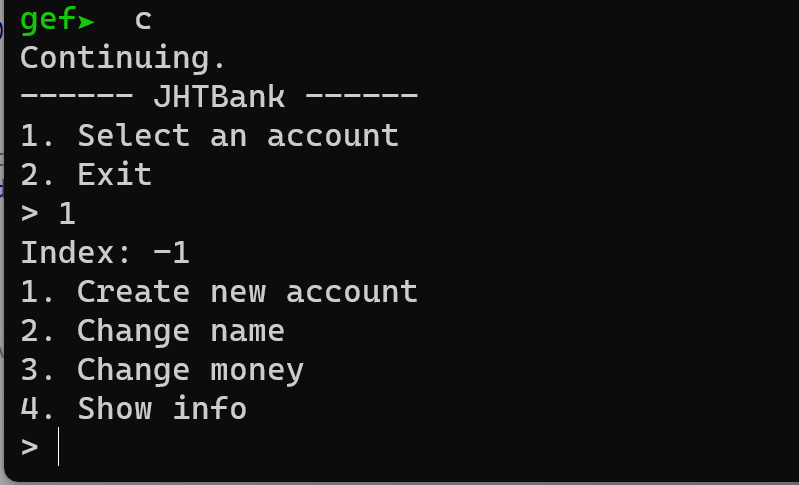 gef➤  c
Continuing.
------ JHTBank ------
1. Select an account
2. Exit
> 1
Index: -1
1. Create new account
2. Change name
3. Change money
4. Show info
>